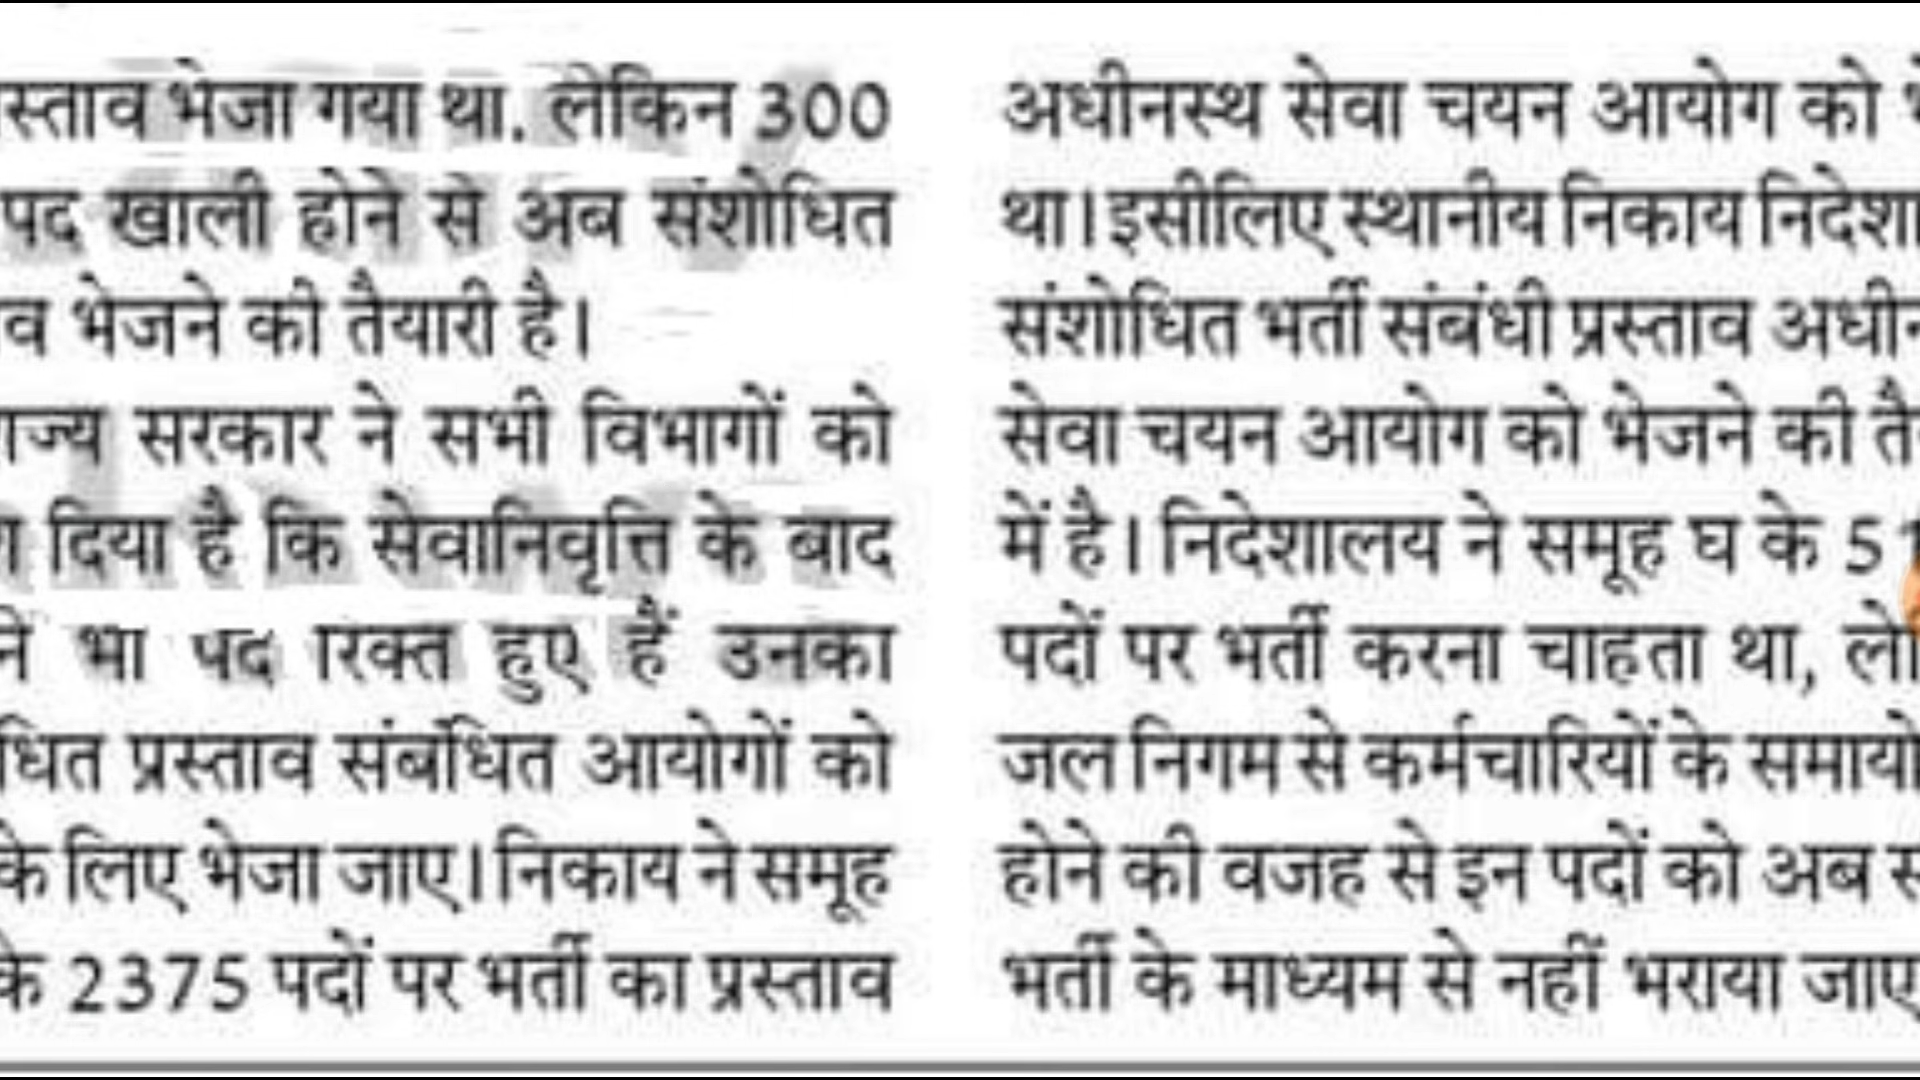 स्ताव भेजा गया था. लेकिन 300
पद खाली होने से अब संशोधित
व भेजने की तैयारी है।
ाज्य सरकार ने सभी विभागों को
दिया है कि सेवानिवृत्ति के बाद
भी पद रिक्त हुए हैं उनका
धित प्रस्ताव संबंधित आयोगों को
के लिए भेजा जाए। निकाय ने समूह
के 2375 पदों पर भर्ती का प्रस्ताव
अधीनस्थ सेवा चयन आयोग को
था। इसीलिए स्थानीय निकाय निदेशा
संशोधित भर्ती संबंधी प्रस्ताव अधीन
सेवा चयन आयोग को भेजने की तै
में है। निदेशालय ने समूह घ के 5
पदों पर भर्ती करना चाहता था, ले
जल निगम से कर्मचारियों के समायो
होने की वजह से इन पदों को अब स
भर्ती के माध्यम से नहीं भराया जाए